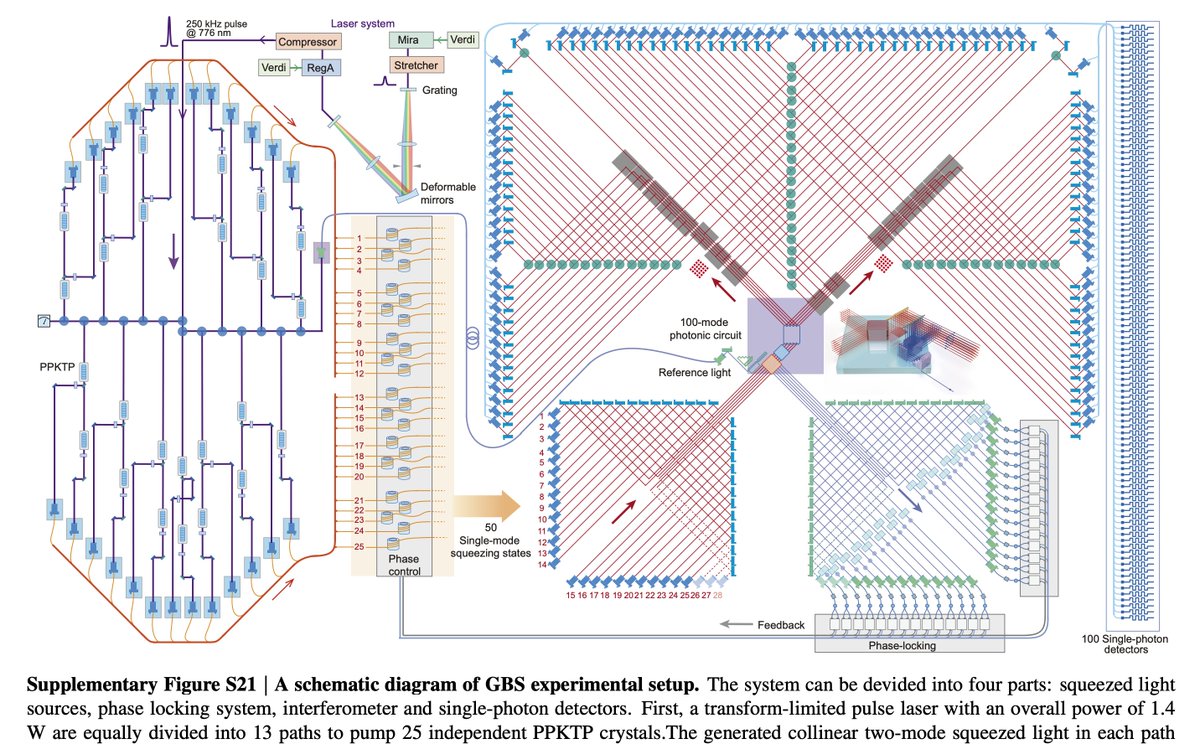 250 kHz pulse
@ 776 nm
Laser system
Compressor
Mira
Verdi
Verdi
RegA
Stretcher
Grating
Deformable
mirrors
PPKTP
1
2
3
4
5
6
7
8
9
10
11
12
13
14
15
16
17
18
19
20
21
22
23
24
25
Phase
control
50
Single-mode
squeezing states
100-mode
photonic circuit
Reference light
1
2
3
4
5
6
7
8
9
10
11
12
13
14
15 16 17 18 19 20 21 22 23 24 25 26 27 28
Feedback
Phase-locking
100 Single-photon
detectors
Supplementary Figure S21 | A schematic diagram of GBS experimental setup. The system can be devided into four parts: squeezed light
sources, phase locking system, interferometer and single-photon detectors. First, a transform-limited pulse laser with an overall power of 1.4
W are equally divided into 13 paths to pump 25 independent PPKTP crystals.The generated collinear two-mode squeezed light in each path